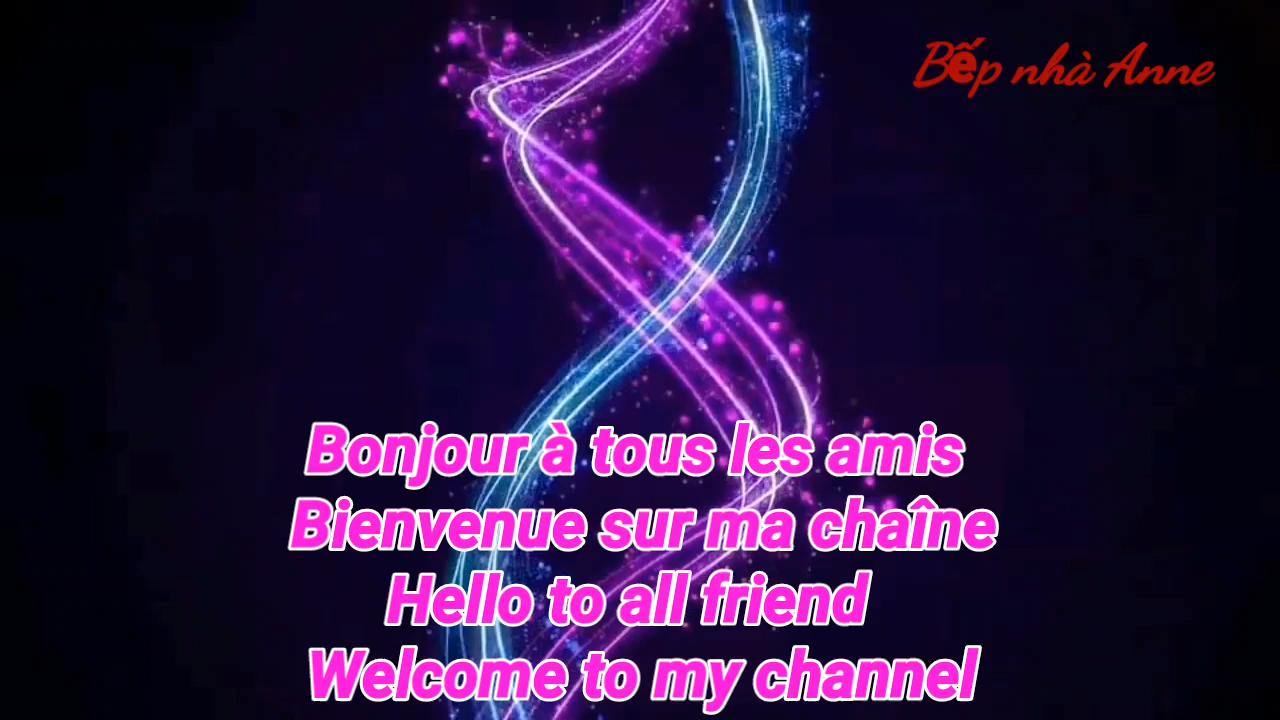 Bếp nhà Anne
Bonjour à tous les amis
Bienvenue sur ma chaîne
Hello to all friend
Welcome to my channel